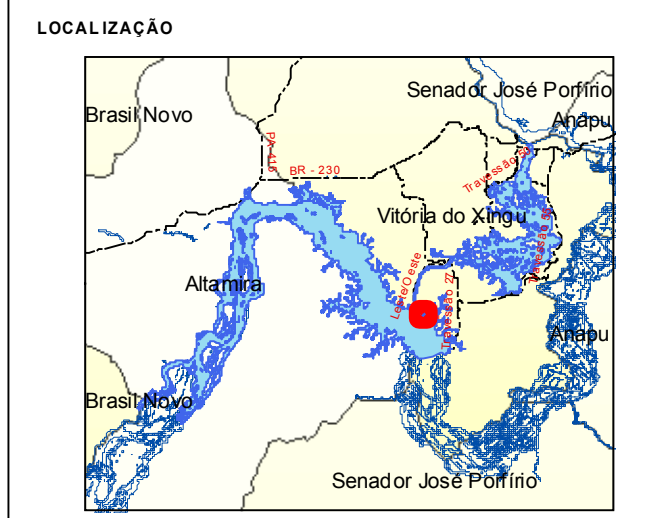 LOCALIZAÇÃO
Senador José Porfírio
Brasil Novo
Anapu
PA-415
BR - 230
Travessão
Vitória do Xingu
Travessão
Leste/Oeste
Altamira
Travessão 27
Anapu
Brasil Novo
Senador José Porfírio